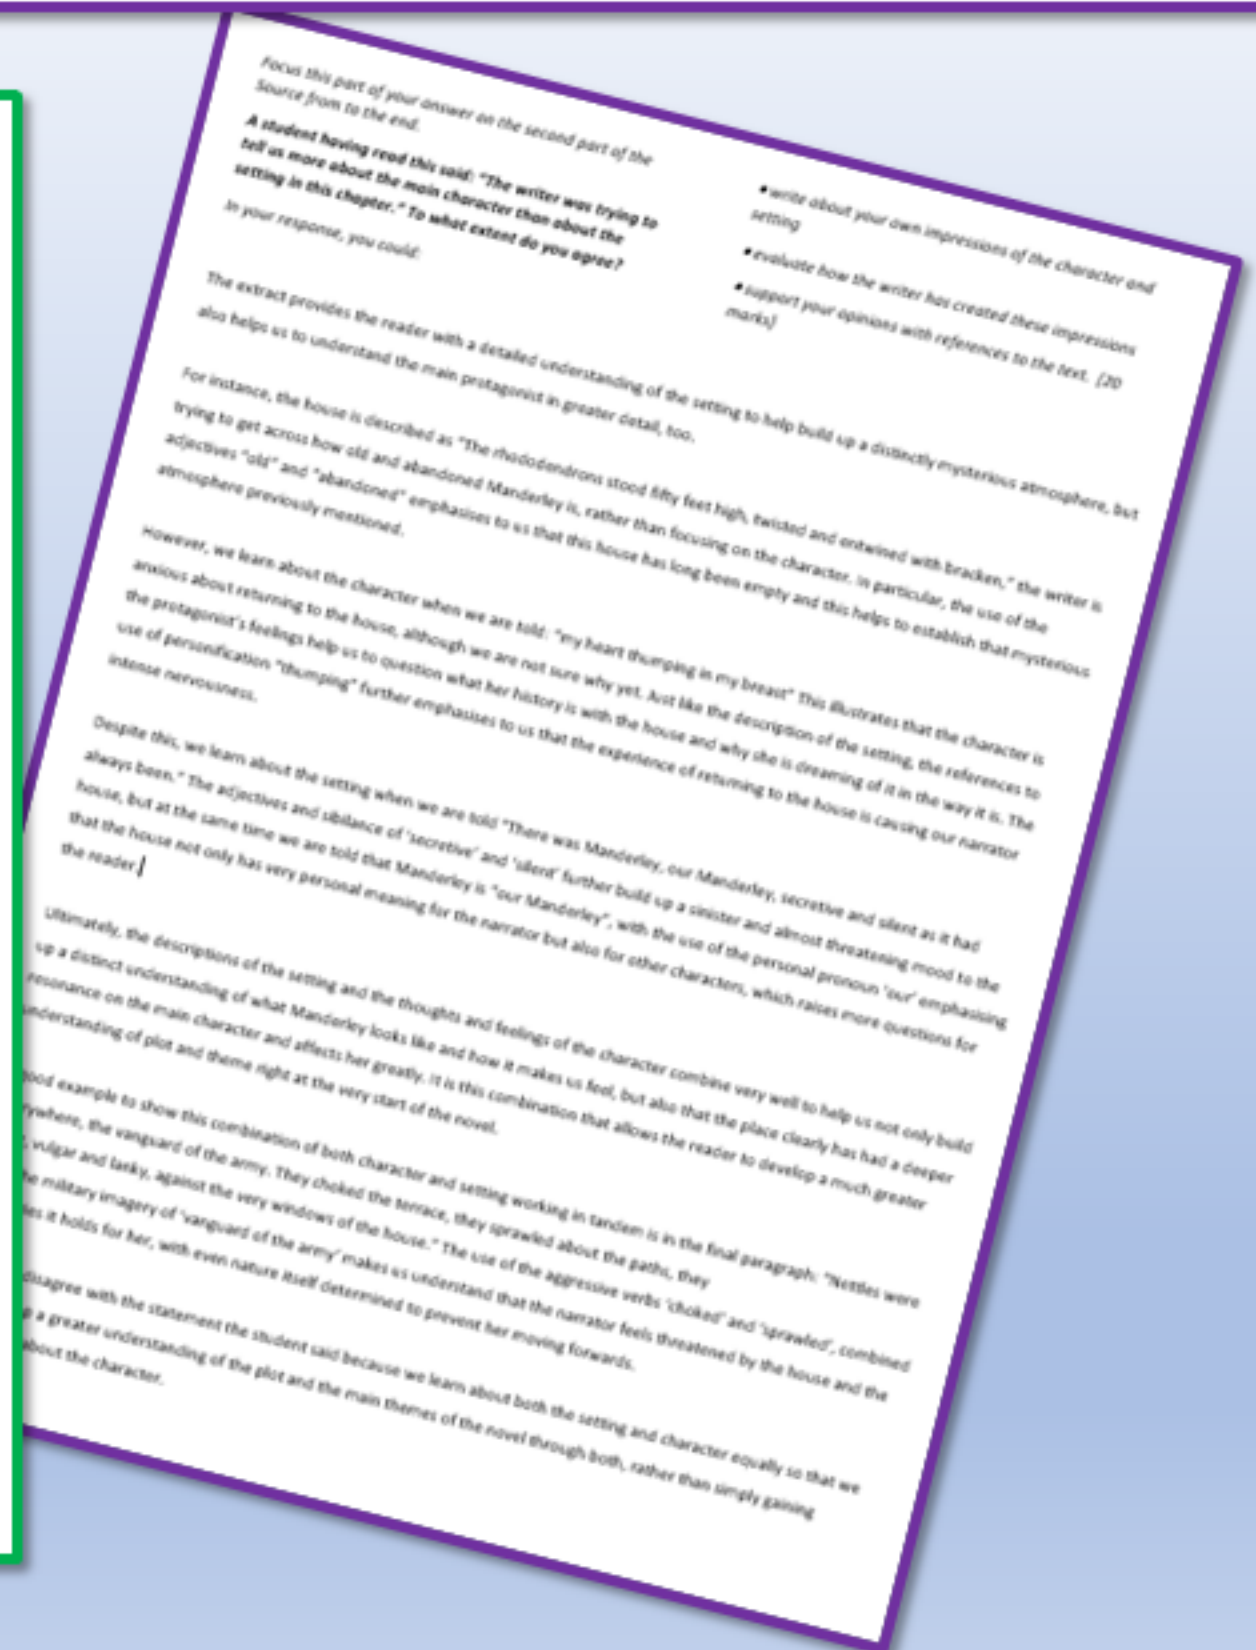 Focus this part of your answer on the second part of the
Source from to the end.
A student having read this said: "The writer was trying to
tell us more about the main character than about the
setting in this chapter." To what extent do you agree?
In your response, you could:
• write about your own impressions of the character and
setting
• evaluate how the writer has created these impressions
• support your opinions with references to the text. [20
marks]
The extract provides the reader with a detailed understanding of the setting to help build up a distinctly mysterious atmosphere, but
also helps us to understand the main protagonist in greater detail, too.
For instance, the house is described as "The rhododendrons stood fifty feet high, twisted and entwined with bracken," the writer is
trying to get across how old and abandoned Manderley is, rather than focusing on the character. In particular, the use of the
adjectives "old" and "abandoned" emphasises to us that this house has long been empty and this helps to establish that mysterious
atmosphere previously mentioned.
However, we learn about the character when we are told: "my heart thumping in my breast" This illustrates that the character is
anxious about returning to the house, although we are not sure why yet. Just like the description of the setting, the references to
the protagonist's feelings help us to question what her history is with the house and why she is dreaming of it in the way it is. The
use of personification "thumping" further emphasises to us that the experience of returning to the house is causing our narrator
intense nervousness.
Despite this, we learn about the setting when we are told "There was Manderley, our Manderley, secretive and silent as it had
always been." The adjectives and sibilance of 'secretive' and 'silent' further build up a sinister and almost threatening mood to the
house, but at the same time we are told that Manderley is "our Manderley", with the use of the personal pronoun 'our' emphasising
that the house not only has very personal meaning for the narrator but also for other characters, which raises more questions for
the reader.
Ultimately, the descriptions of the setting and the thoughts and feelings of the character combine very well to help us not only build
up a distinct understanding of what Manderley looks like and how it makes us feel, but also that the place clearly has had a deeper
resonance on the main character and affects her greatly. It is this combination that allows the reader to develop a much greater
understanding of plot and theme right at the very start of the novel.
good example to show this combination of both character and setting working in tandem is in the final paragraph: "Nettles were
everywhere, the vanguard of the army. They choked the terrace, they sprawled about the paths, they
vulgar and lanky, against the very windows of the house." The use of the aggressive verbs 'choked' and 'sprawled', combined
the military imagery of 'vanguard of the army' makes us understand that the narrator feels threatened by the house and the
it holds for her, with even nature itself determined to prevent her moving forwards.
disagree with the statement the student said because we learn about both the setting and character equally so that we
a greater understanding of the plot and the main themes of the novel through both, rather than simply gaining
about the character.